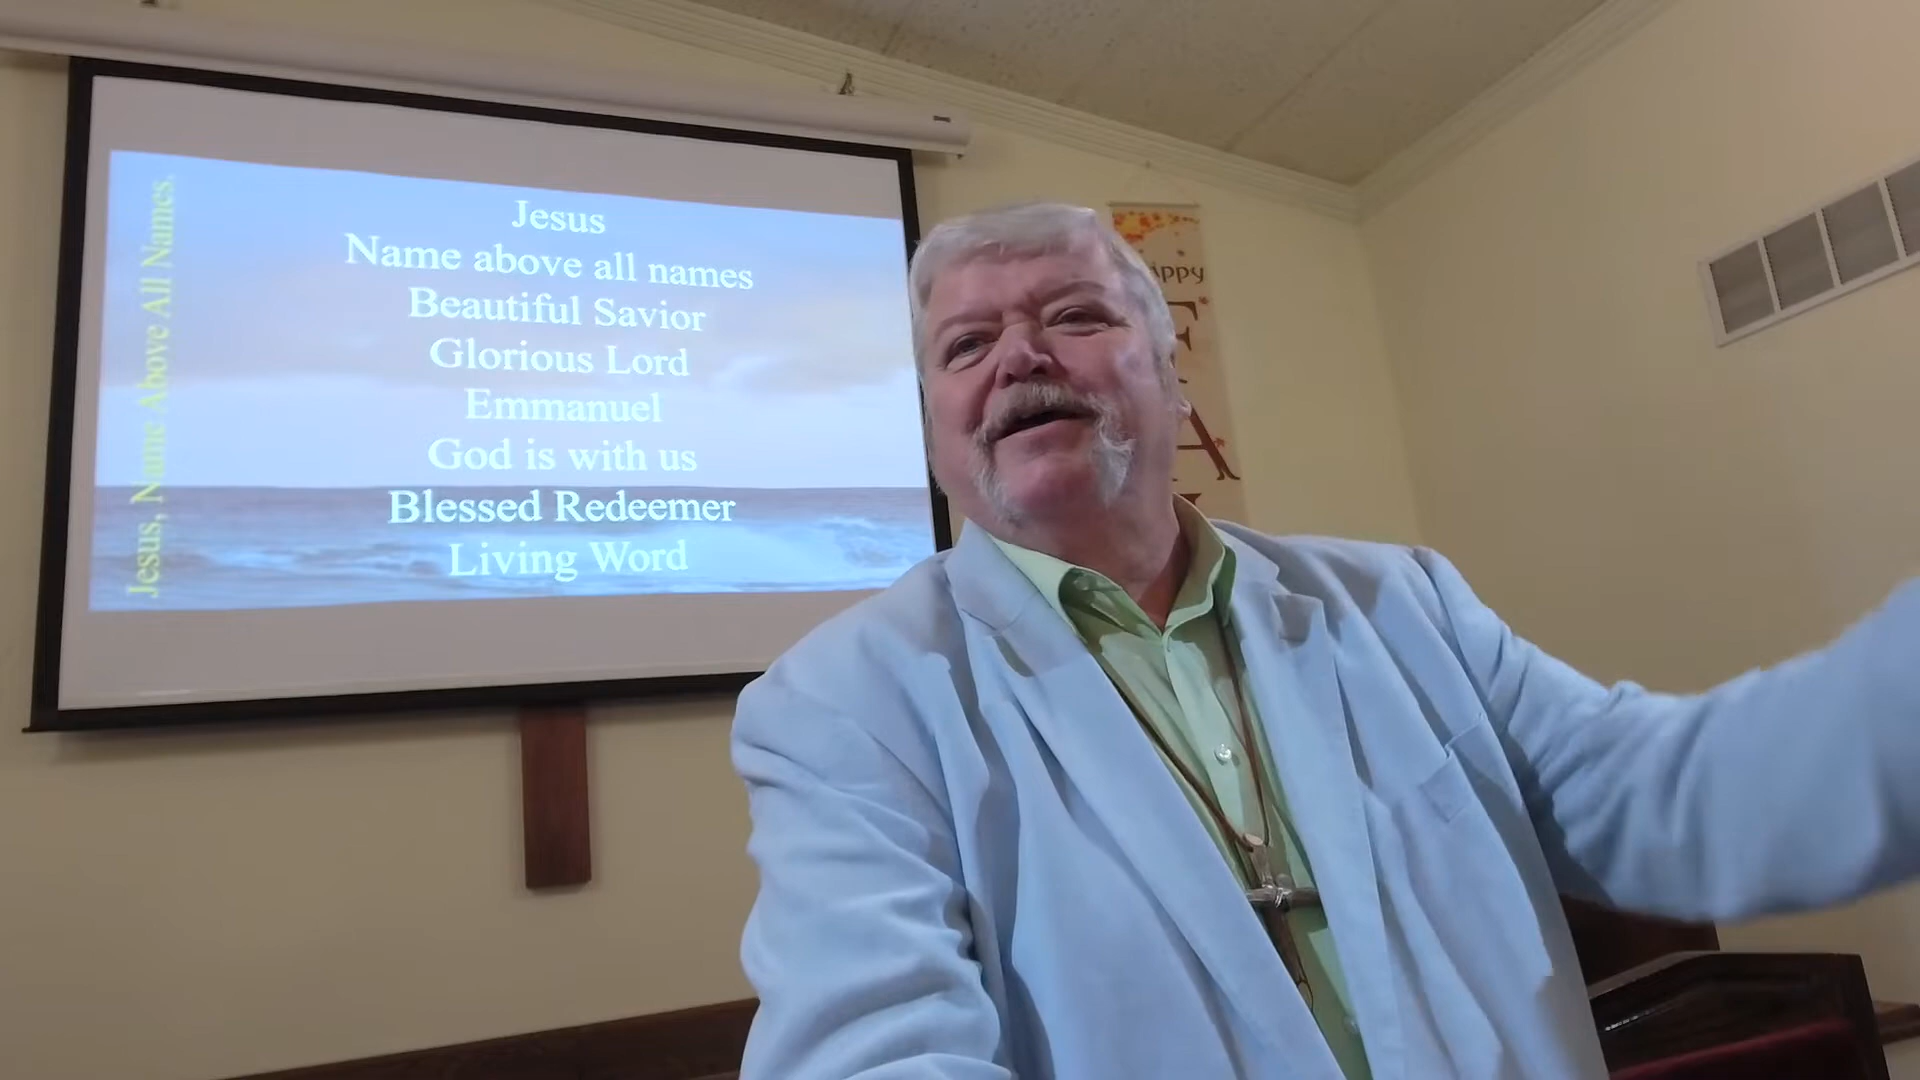 Jesus, Name Above All Names.
Jesus
Name above all names
Beautiful Savior
Glorious Lord
Emmanuel
God is with us
Blessed Redeemer
Living Word